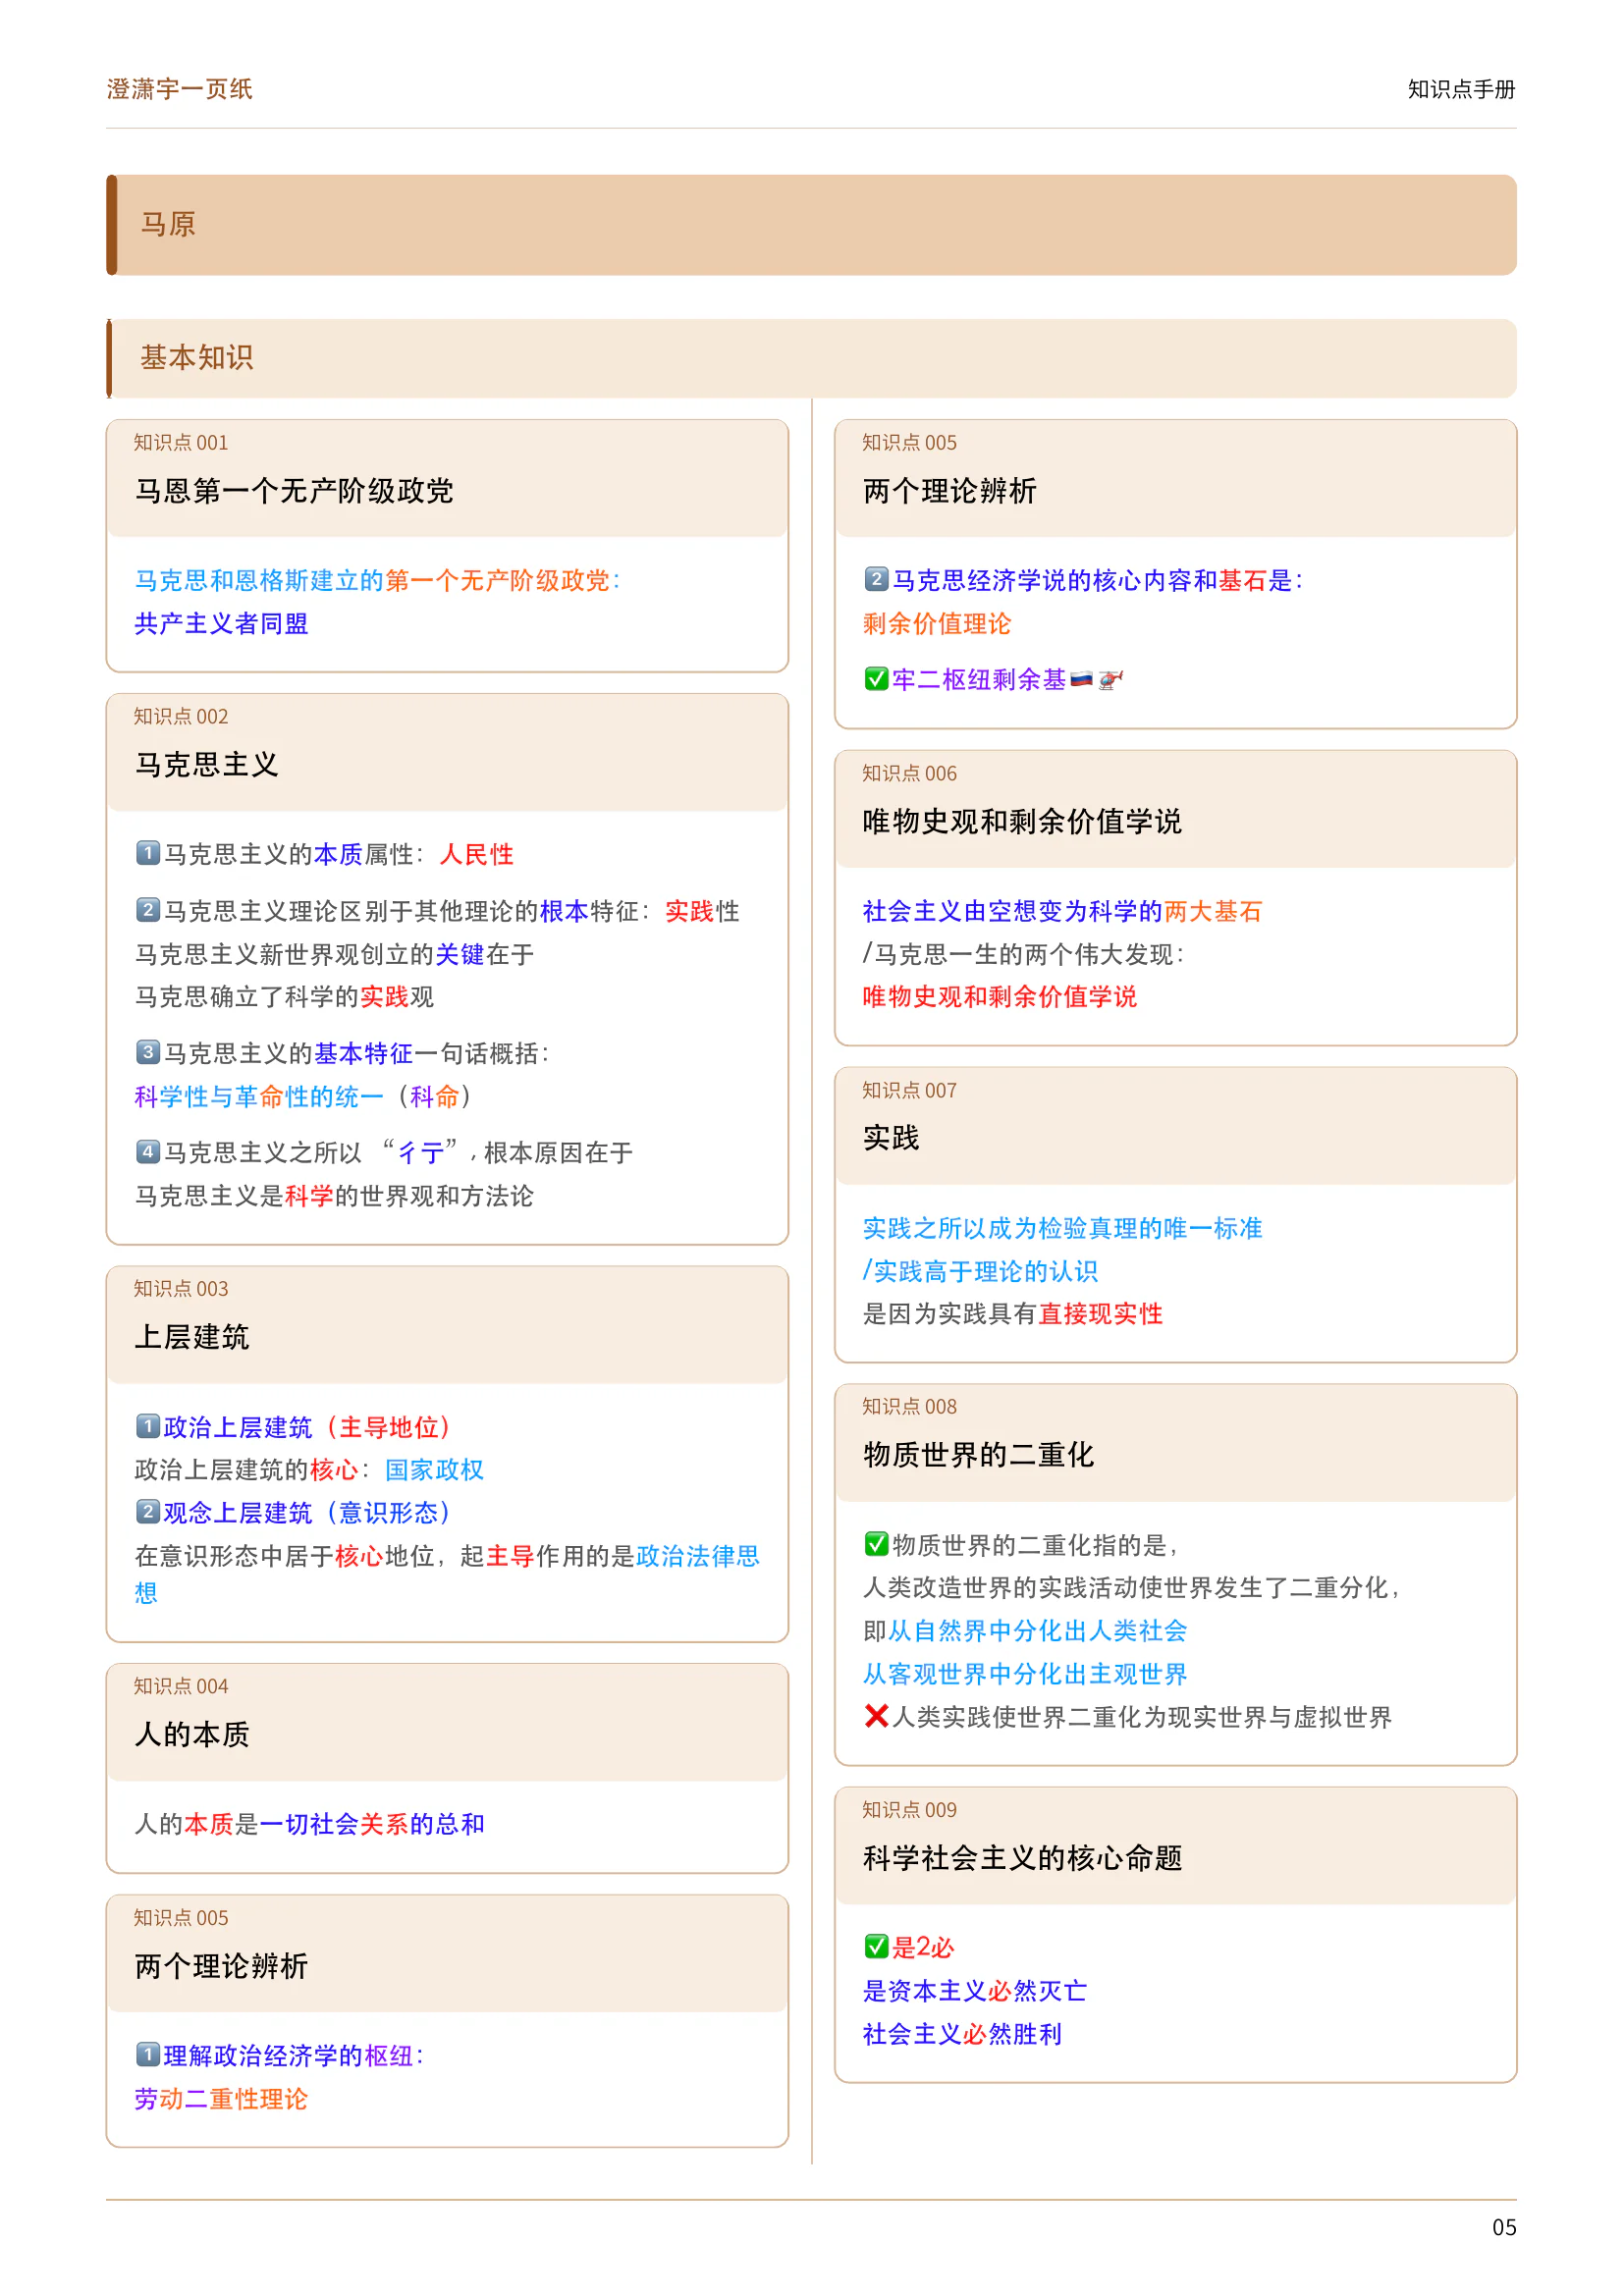 澄潇宇一页纸
知识点手册
马原
基本知识
知识点 001
马恩第一个无产阶级政党
马克思和恩格斯建立的第一个无产阶级政党：
共产主义者同盟
知识点 002
马克思主义
1马克思主义的本质属性：人民性
2马克思主义理论区别于其他理论的根本特征：实践性
马克思主义新世界观创立的关键在于
马克思确立了科学的实践观
3马克思主义的基本特征一句话概括：
科学性与革命性的统一（科命）
4马克思主义之所以 “彳亍”，根本原因在于
马克思主义是科学的世界观和方法论
知识点 003
上层建筑
1政治上层建筑（主导地位）
政治上层建筑的核心：国家政权
2观念上层建筑（意识形态）
在意识形态中居于核心地位，起主导作用的是政治法律思
想
知识点 004
人的本质
人的本质是一切社会关系的总和
知识点 005
两个理论辨析
1理解政治经济学的枢纽：
劳动二重性理论
知识点 005
两个理论辨析
2马克思经济学说的核心内容和基石是：
剩余价值理论
✅牢二枢纽剩余基🇷🇺🚁
知识点 006
唯物史观和剩余价值学说
社会主义由空想变为科学的两大基石
/马克思一生的两个伟大发现：
唯物史观和剩余价值学说
知识点 007
实践
实践之所以成为检验真理的唯一标准
/实践高于理论的认识
是因为实践具有直接现实性
知识点 008
物质世界的二重化
✅物质世界的二重化指的是，
人类改造世界的实践活动使世界发生了二重分化，
即从自然界中分化出人类社会
从客观世界中分化出主观世界
❌人类实践使世界二重化为现实世界与虚拟世界
知识点 009
科学社会主义的核心命题
✅是2必
是资本主义必然灭亡
社会主义必然胜利
05